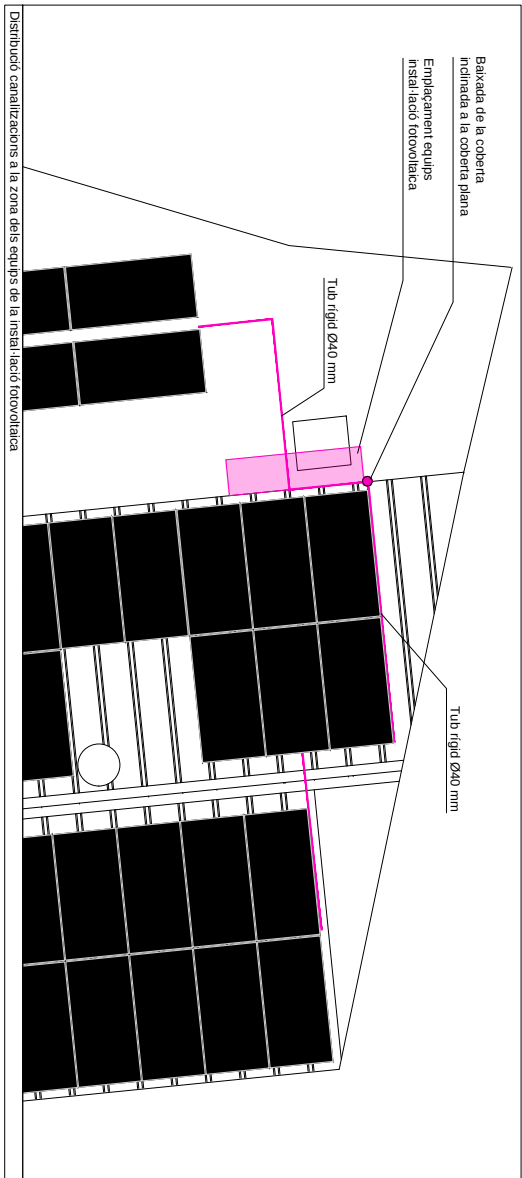 Baixada de la coberta
inclinada a la coberta plana
Emplaçament equips
instal·lació fotovoltaica
Tub rígid Ø40 mm
Tub rígid Ø40 mm
Distribució canalitzacions a la zona dels equips de la instal·lació fotovoltaica